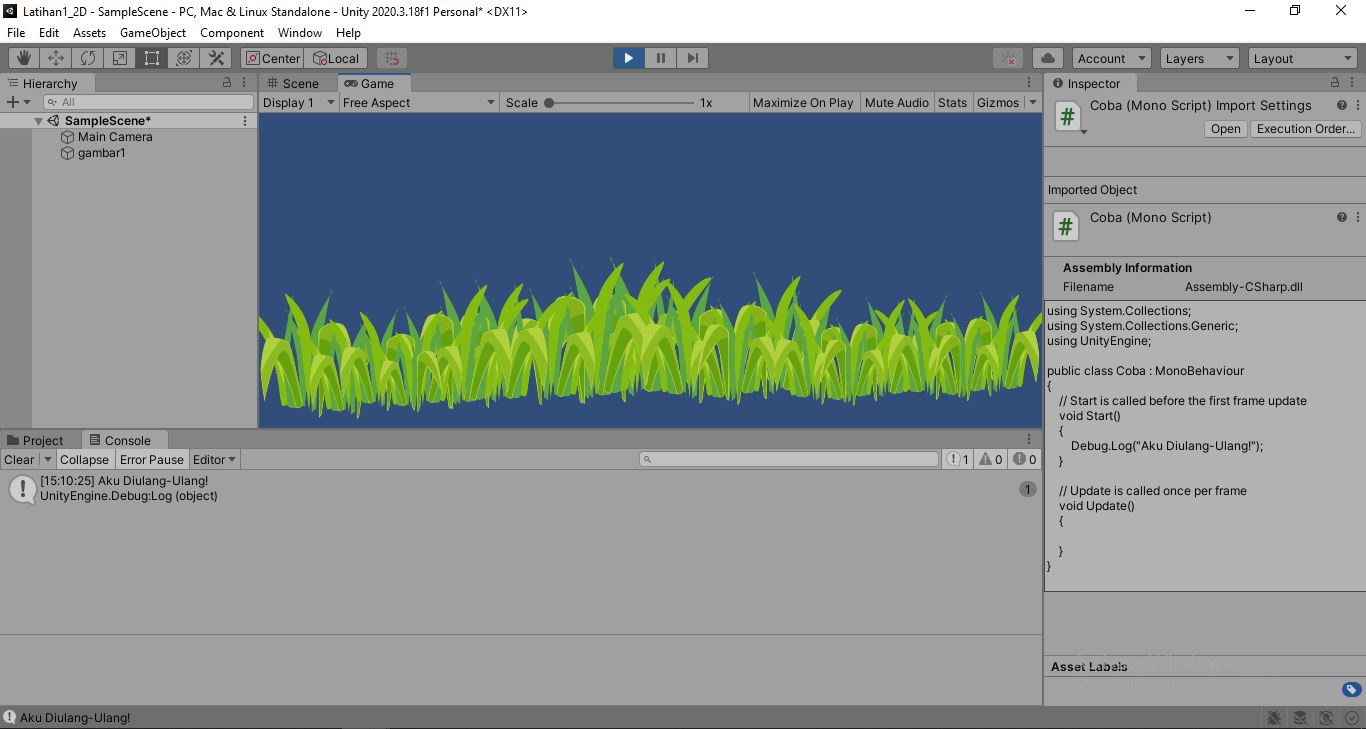 Latihan1_2D - SampleScene - PC, Mac & Linux Standalone - Unity 2020.3.18f1 Personal* <DX11>
File Edit Assets GameObject Component Window Help
Center Local Account Layers Layout
Hierarchy
All
SampleScene*
Main Camera
gambar1
Scene Game
Display 1 Free Aspect Scale 1x Maximize On Play Mute Audio Stats Gizmos
Project Console
Clear Collapse Error Pause Editor 1 0 0
[15:10:25] Aku Diulang-Ulang!
UnityEngine.Debug:Log (object)
1
Inspector
Coba (Mono Script) Import Settings
Open Execution Order...
Imported Object
Coba (Mono Script)
Assembly Information
Filename Assembly-CSharp.dll
using System.Collections;
using System.Collections.Generic;
using UnityEngine;
public class Coba : MonoBehaviour
{
// Start is called before the first frame update
void Start()
{
Debug.Log("Aku Diulang-Ulang!");
}
// Update is called once per frame
void Update()
{
}
}
Asset Labels
Aku Diulang-Ulang!